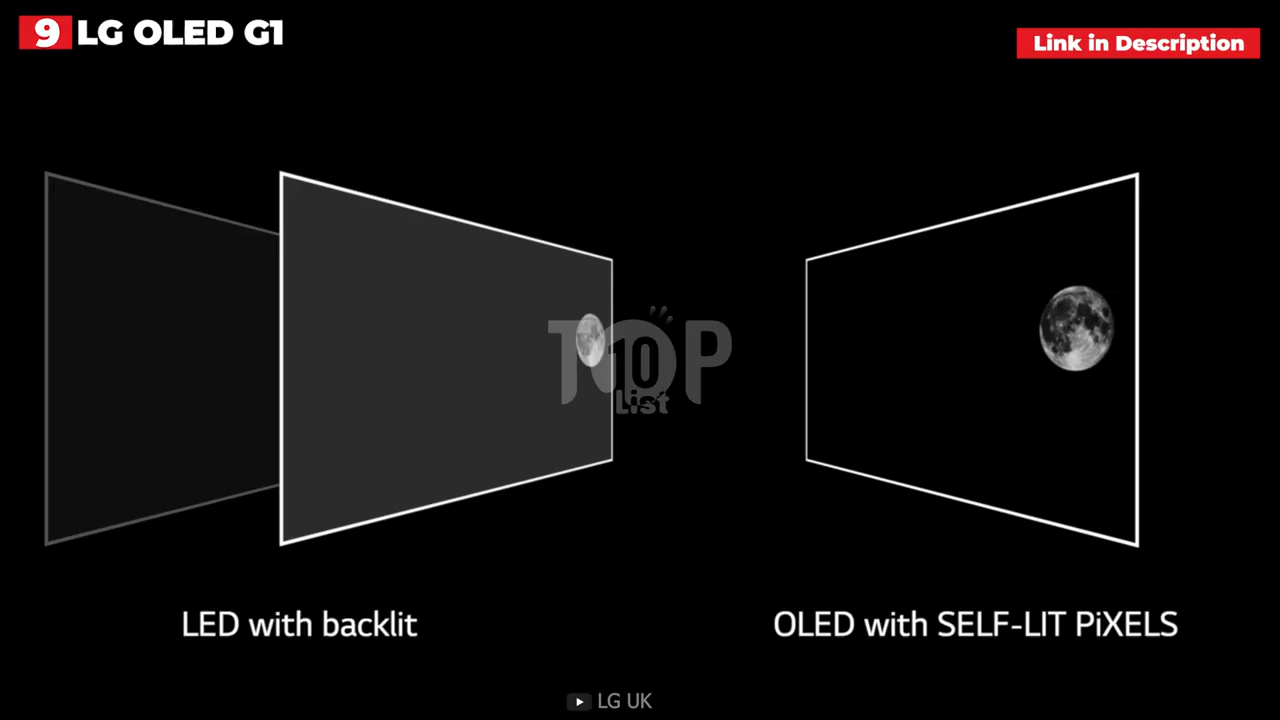 9 LG OLED G1
Link in Description
TOP
10
List
LED with backlit
OLED with SELF-LIT PiXELS
LG UK